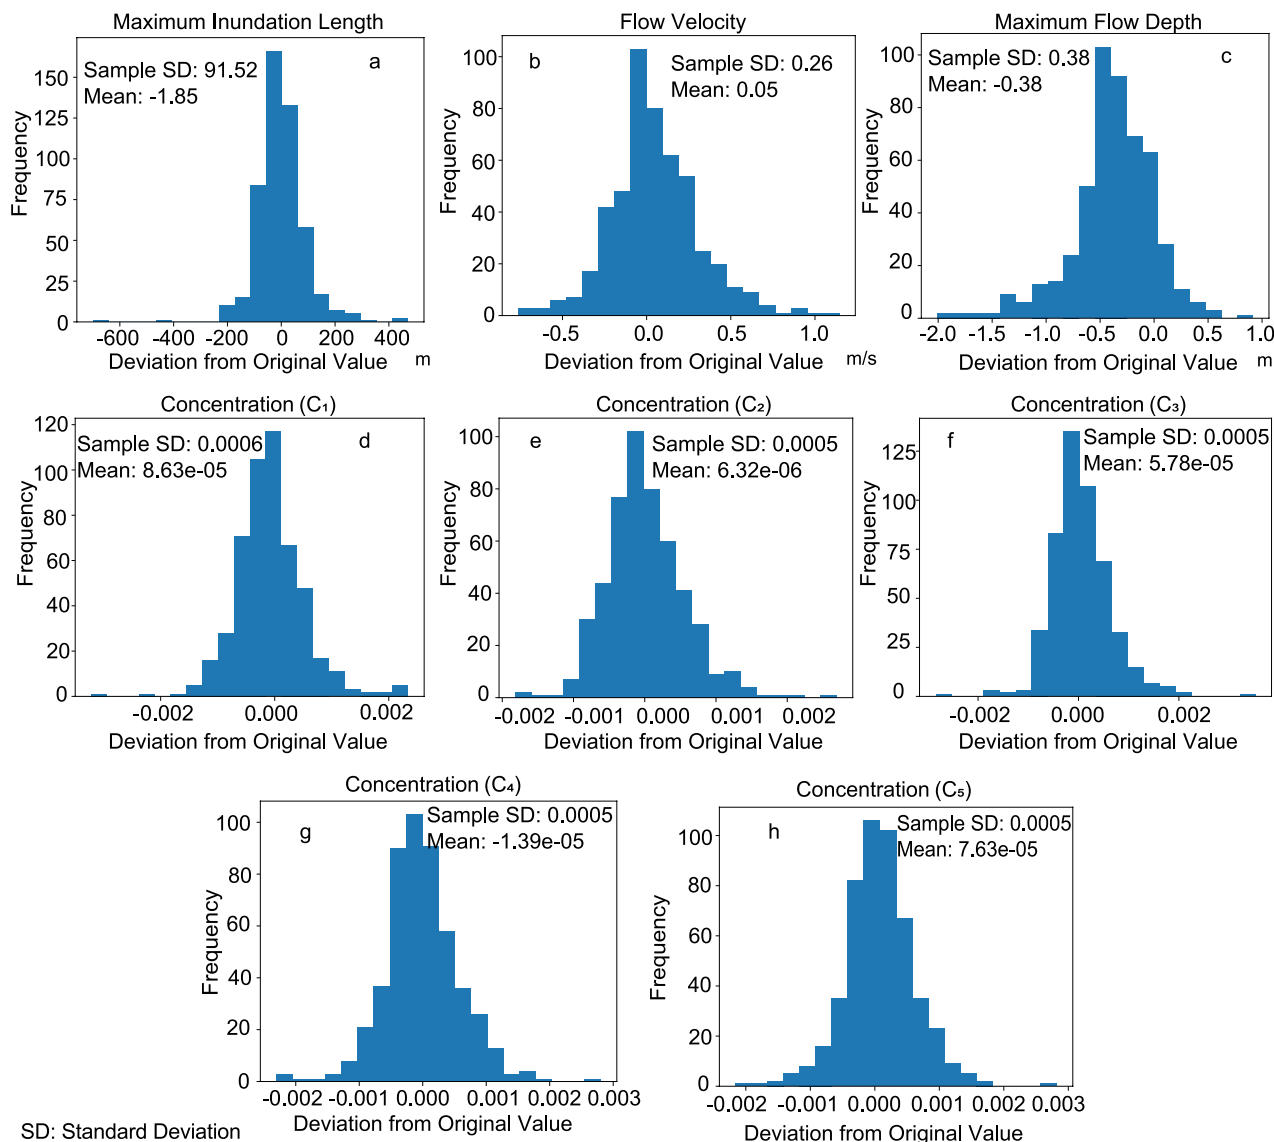 Maximum Inundation Length
Sample SD: 91.52
Mean: -1.85
a
Frequency
150
125
100
75
50
25
0
-600 -400 -200 0 200 400
Deviation from Original Value m
Flow Velocity
b
Sample SD: 0.26
Mean: 0.05
Frequency
100
80
60
40
20
0
-0.5 0.0 0.5 1.0
Deviation from Original Value m/s
Maximum Flow Depth
Sample SD: 0.38
Mean: -0.38
c
Frequency
100
80
60
40
20
0
-2.0 -1.5 -1.0 -0.5 0.0 0.5 1.0
Deviation from Original Value m
Concentration (C₁)
Sample SD: 0.0006
Mean: 8.63e-05
d
Frequency
120
100
80
60
40
20
0
-0.002 0.000 0.002
Deviation from Original Value
Concentration (C₂)
e
Sample SD: 0.0005
Mean: 6.32e-06
Frequency
100
80
60
40
20
0
-0.002 -0.001 0.000 0.001 0.002
Deviation from Original Value
Concentration (C₃)
f
Sample SD: 0.0005
Mean: 5.78e-05
Frequency
125
100
75
50
25
0
-0.002 0.000 0.002
Deviation from Original Value
Concentration (C₄)
g
Sample SD: 0.0005
Mean: -1.39e-05
Frequency
100
80
60
40
20
0
-0.002 -0.001 0.000 0.001 0.002 0.003
Deviation from Original Value
Concentration (C₅)
h
Sample SD: 0.0005
Mean: 7.63e-05
Frequency
100
80
60
40
20
0
-0.002 -0.001 0.000 0.001 0.002 0.003
Deviation from Original Value
SD: Standard Deviation